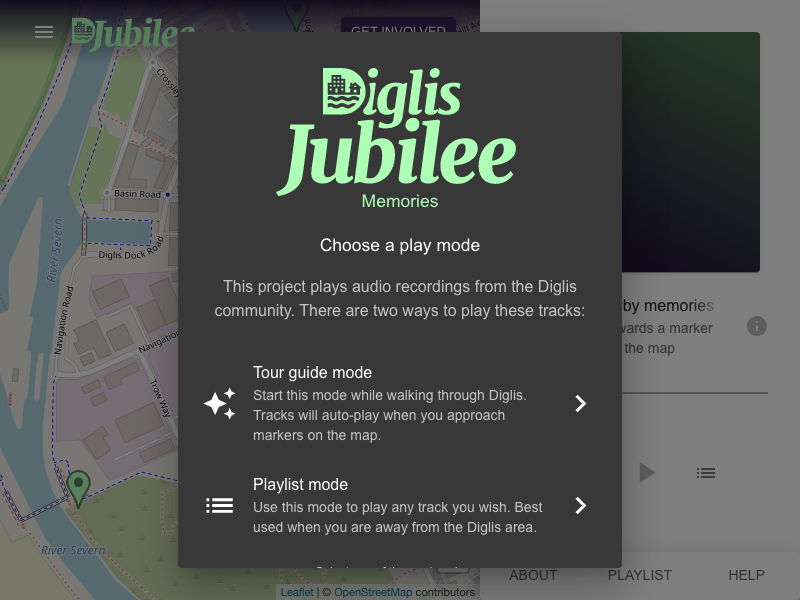 Jubilee
GET INVOLVED
Diglis
Jubilee
Memories
Choose a play mode
This project plays audio recordings from the Diglis
community. There are two ways to play these tracks:
Tour guide mode
Start this mode while walking through Diglis.
Tracks will auto-play when you approach
markers on the map.
Playlist mode
Use this mode to play any track you wish. Best
used when you are away from the Diglis area.
Basin Road
Diglis Dock Road
River Severn
Navigation Road
Navigation
Trow Way
River Severn
by memories
wards a marker
the map
Leaflet | © OpenStreetMap contributors
ABOUT
PLAYLIST
HELP